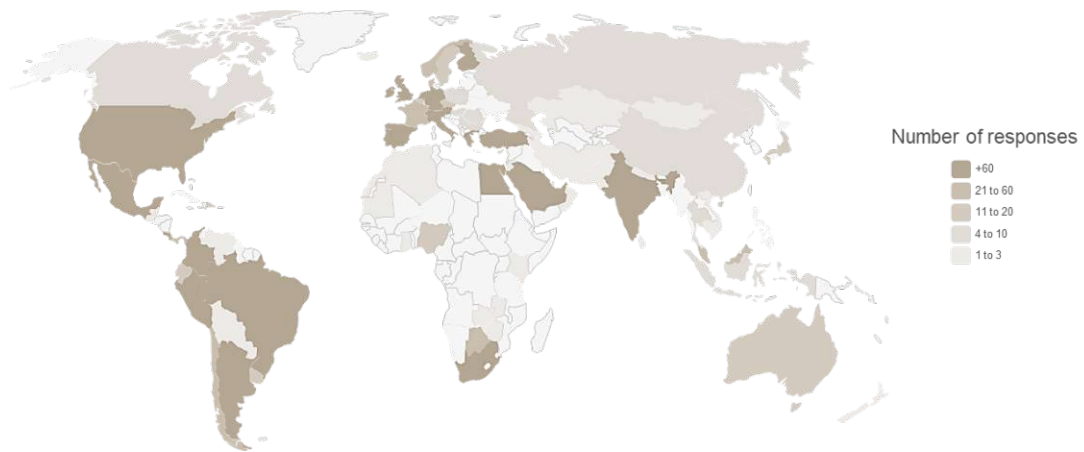 Number of responses
+60
21 to 60
11 to 20
4 to 10
1 to 3